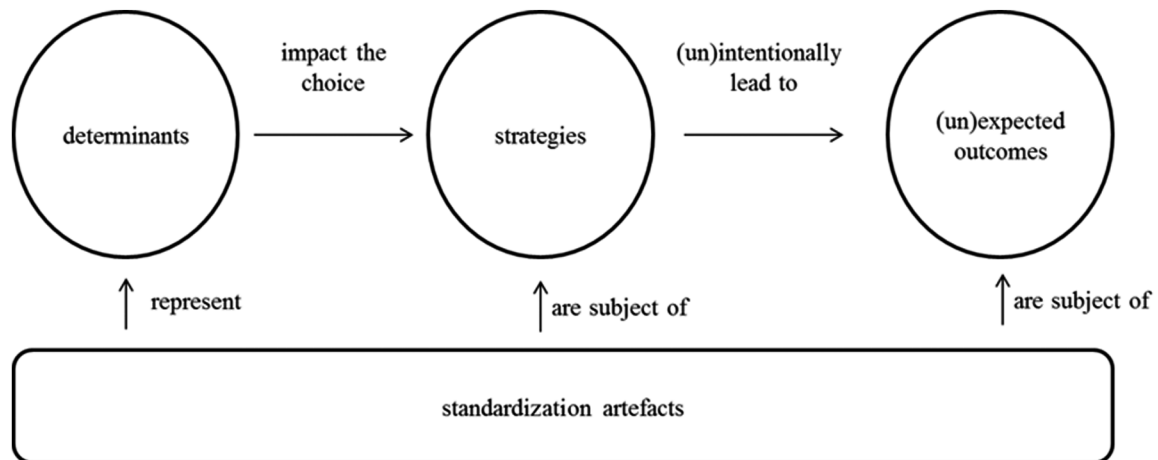 impact the
choice
(un)intentionally
lead to
determinants
strategies
(un)expected
outcomes
represent
are subject of
are subject of
standardization artefacts